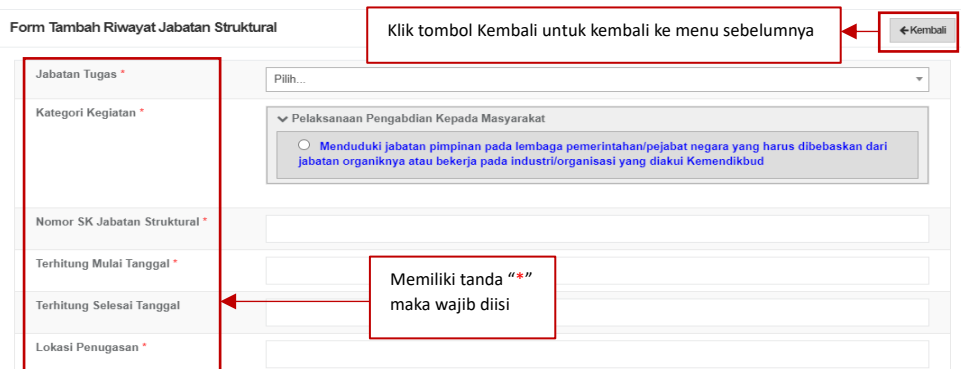 Form Tambah Riwayat Jabatan Struktural
Klik tombol Kembali untuk kembali ke menu sebelumnya
Kembali
Jabatan Tugas *
Pilih...
Kategori Kegiatan *
Pelaksanaan Pengabdian Kepada Masyarakat
Menduduki jabatan pimpinan pada lembaga pemerintahan/pejabat negara yang harus dibebaskan dari
jabatan organiknya atau bekerja pada industri/organisasi yang diakui Kemendikbud
Nomor SK Jabatan Struktural *
Terhitung Mulai Tanggal *
Memiliki tanda “*”
maka wajib diisi
Terhitung Selesai Tanggal
Lokasi Penugasan *